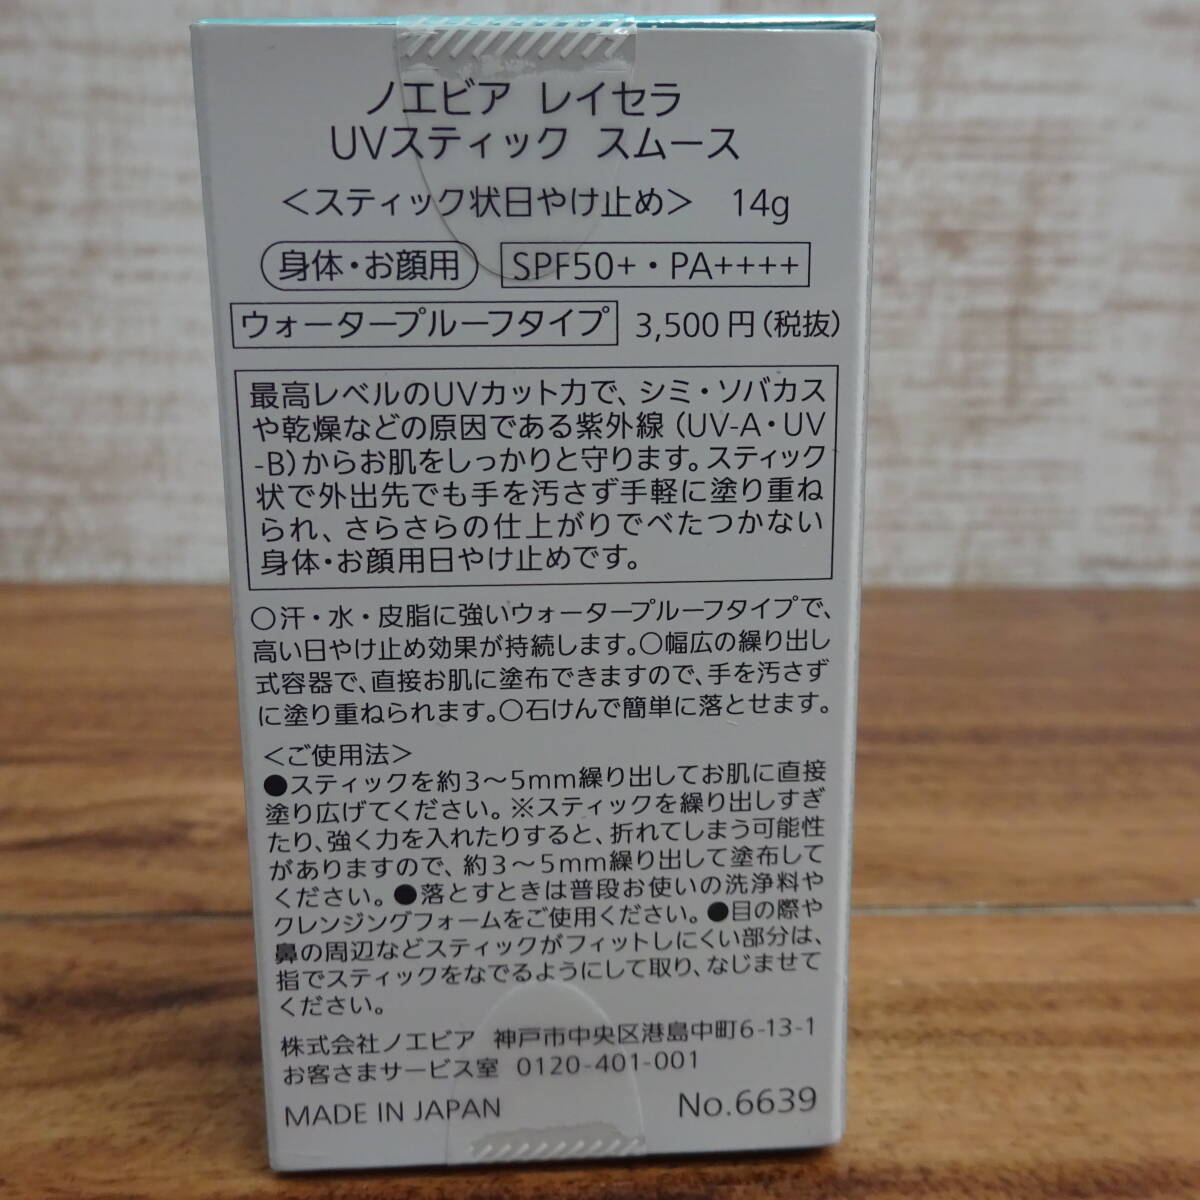 ノエビア レイセラ
UVスティック スムース
＜スティック状日やけ止め＞ 14g
身体・お顔用 SPF50+・PA++++
ウォータープルーフタイプ 3,500円（税抜）
最高レベルのUVカット力で、シミ・ソバカス
や乾燥などの原因である紫外線（UV-A・UV
-B）からお肌をしっかりと守ります。スティック
状で外出先でも手を汚さず手軽に塗り重ね
られ、さらさらの仕上がりでべたつかない
身体・お顔用日やけ止めです。
○汗・水・皮脂に強いウォータープルーフタイプで、
高い日やけ止め効果が持続します。○幅広の繰り出し
式容器で、直接お肌に塗布できますので、手を汚さず
に塗り重ねられます。○石けんで簡単に落とせます。
＜ご使用法＞
●スティックを約3～5mm繰り出してお肌に直接
塗り広げてください。※スティックを繰り出しすぎ
たり、強く力を入れたりすると、折れてしまう可能性
がありますので、約3～5mm繰り出して塗布して
ください。●落とすときは普段お使いの洗浄料や
クレンジングフォームをご使用ください。●目の際や
鼻の周辺などスティックがフィットしにくい部分は、
指でスティックをなでるようにして取り、なじませて
ください。
株式会社ノエビア 神戸市中央区港島中町6-13-1
お客さまサービス室 0120-401-001
MADE IN JAPAN No.6639